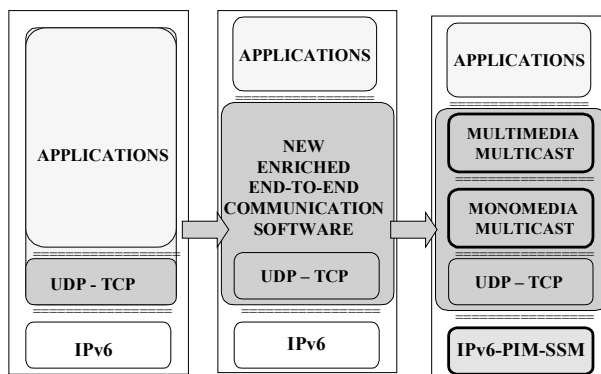 APPLICATIONS
UDP - TCP
IPv6
APPLICATIONS
NEW
ENRICHED
END-TO-END
COMMUNICATION
SOFTWARE
UDP – TCP
IPv6
APPLICATIONS
MULTIMEDIA
MULTICAST
MONOMEDIA
MULTICAST
UDP – TCP
IPv6-PIM-SSM